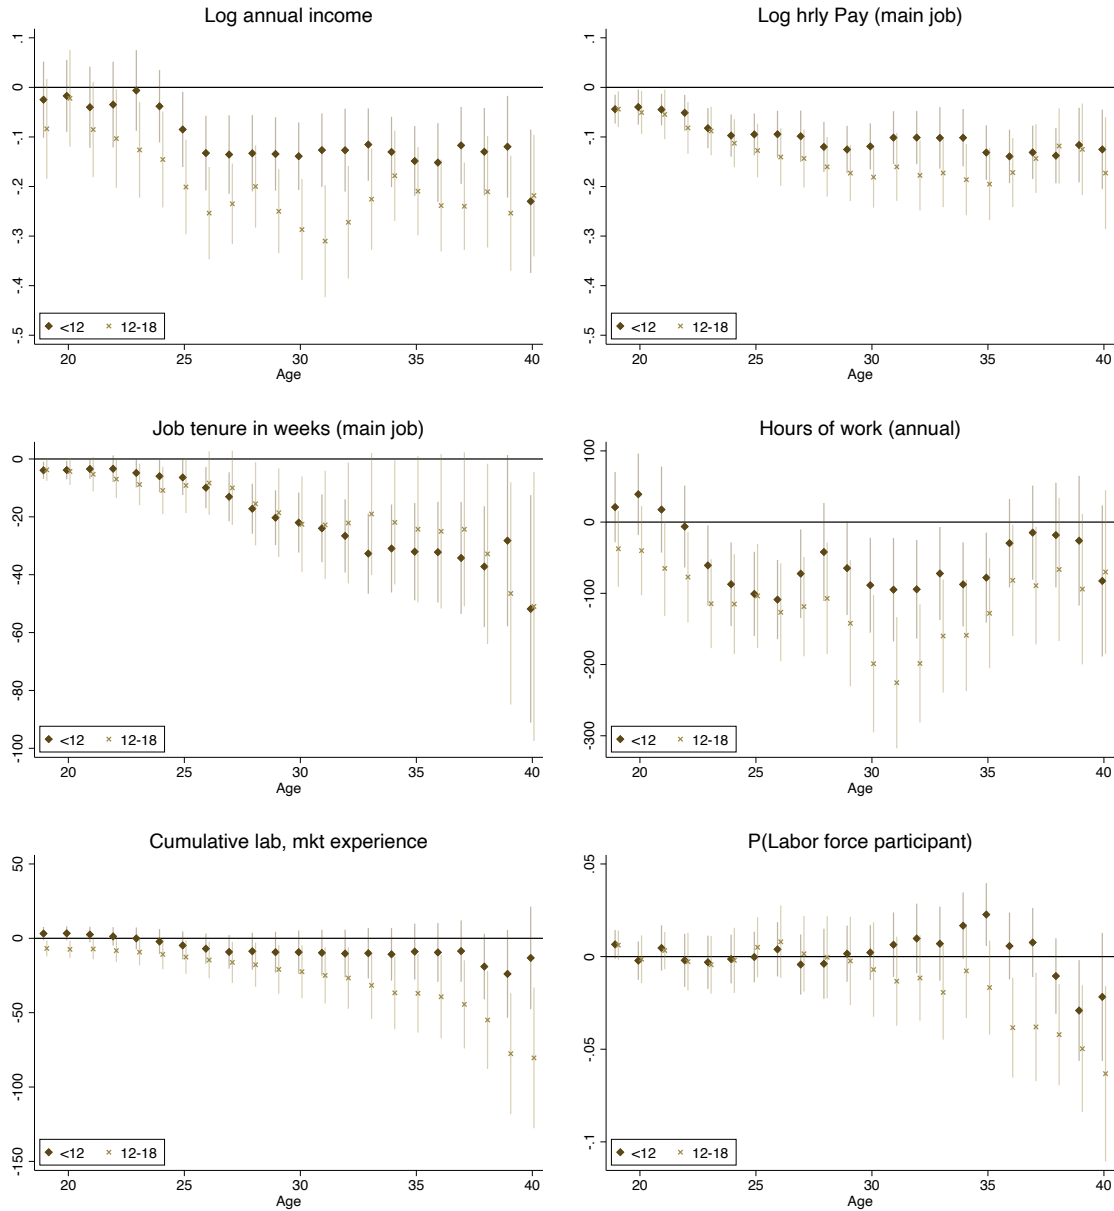 Log annual income
.1
0
-.1
-.2
-.3
-.4
-.5
<12 12-18
20 25 30 35 40
Age
Log hrly Pay (main job)
.1
0
-.1
-.2
-.3
-.4
-.5
<12 12-18
20 25 30 35 40
Age
Job tenure in weeks (main job)
0
-20
-40
-60
-80
-100
<12 12-18
20 25 30 35 40
Age
Hours of work (annual)
100
0
-100
-200
-300
<12 12-18
20 25 30 35 40
Age
Cumulative lab, mkt experience
50
0
-50
-100
-150
<12 12-18
20 25 30 35 40
Age
P(Labor force participant)
.05
0
-.05
-.1
<12 12-18
20 25 30 35 40
Age